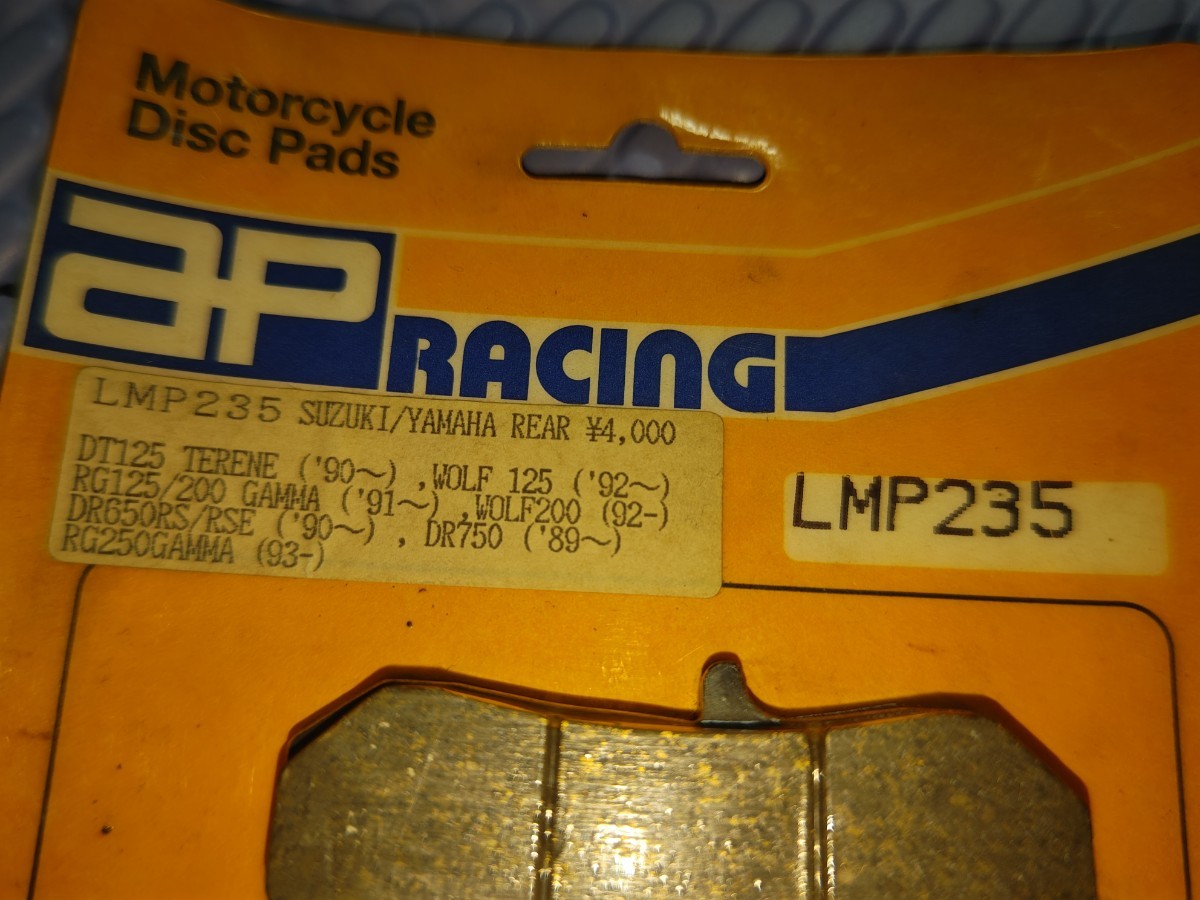 Motorcycle
Disc Pads
aP RACING
LMP235 SUZUKI/YAMAHA REAR ¥4,000
DT125 TERENE ('90～) ,WOLF 125 ('92～)
RG125/200 GAMMA ('91～) ,WOLF200 (92-)
DR650RS/RSE ('90～) , DR750 ('89～)
RG250GAMMA (93-)
LMP235